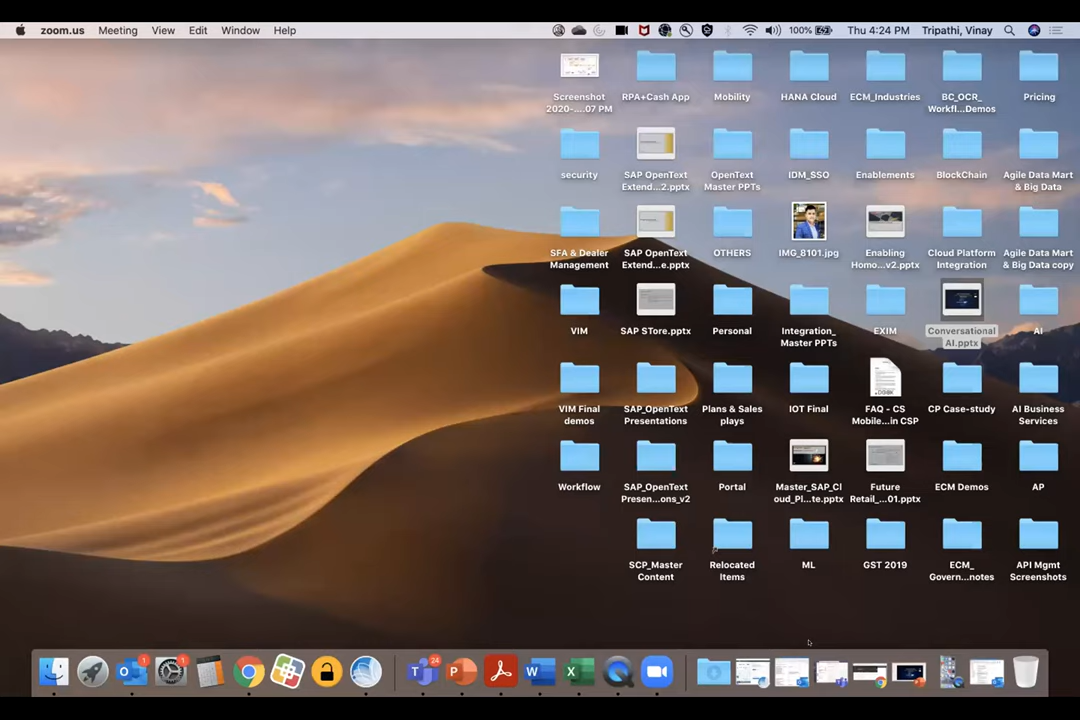 zoom.us Meeting View Edit Window Help 100% Thu 4:24 PM Tripathi, Vinay
Screenshot
2020-....07 PM
RPA+Cash App
Mobility
HANA Cloud
ECM_Industries
BC_OCR_
Workfl...Demos
Pricing
security
SAP OpenText
Extend...2.pptx
OpenText
Master PPTs
IDM_SSO
Enablements
BlockChain
Agile Data Mart
& Big Data
SFA & Dealer
Management
SAP OpenText
Extend...e.pptx
OTHERS
IMG_8101.jpg
Enabling
Homo...v2.pptx
Cloud Platform
Integration
Agile Data Mart
& Big Data copy
VIM
SAP STore.pptx
Personal
Integration_
Master PPTs
EXIM
Conversational
AI.pptx
AI
VIM Final
demos
SAP_OpenText
Presentations
Plans & Sales
plays
IOT Final
DOCX
FAQ - CS
Mobile...in CSP
CP Case-study
AI Business
Services
Workflow
SAP_OpenText
Presen...ons_v2
Portal
Master_SAP_Cl
oud_Pl...te.pptx
Future
Retail_...01.pptx
ECM Demos
AP
SCP_Master
Content
Relocated
Items
ML
GST 2019
ECM_
Govern...notes
API Mgmt
Screenshots
1
1
24